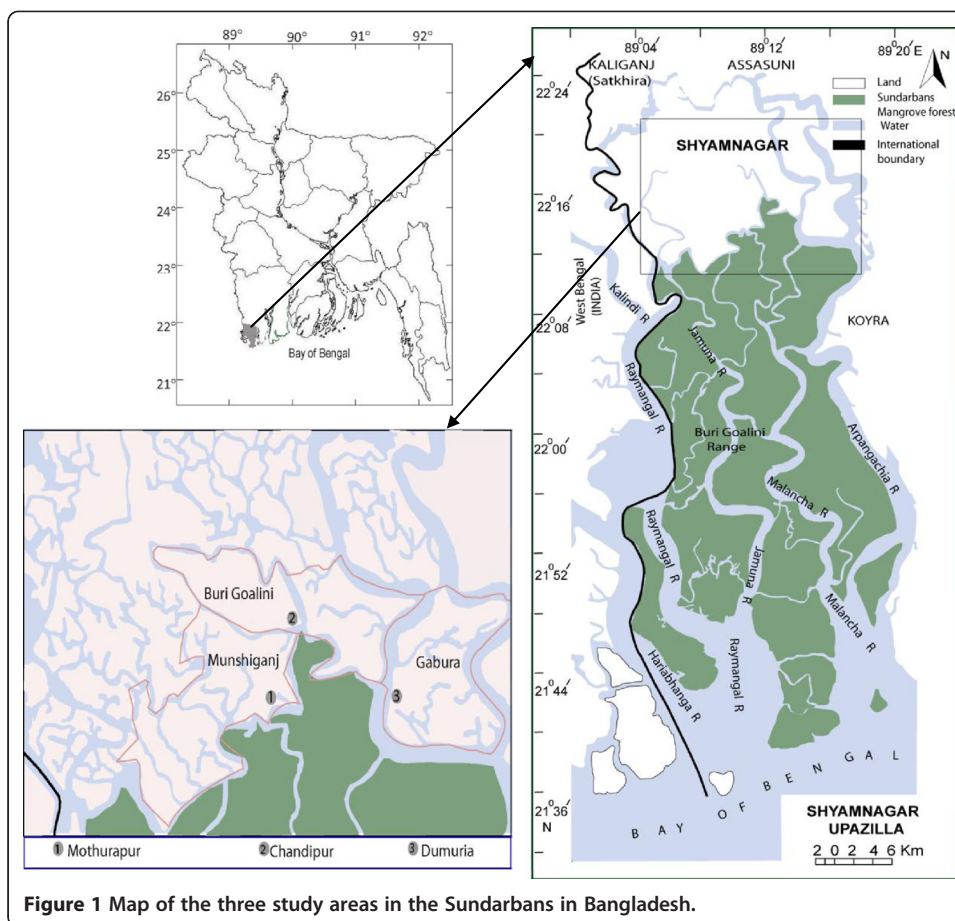 89° 90° 91° 92°
26°
25°
24°
23°
22°
21°
Bay of Bengal
89° 04′ 89° 12′ 89° 20′ E
N
KALIGANJ
(Satkhira)
ASSASUNI
Land
Sundarbans
Mangrove forest
Water
International
boundary
22° 24′
22° 16′
22° 08′
22° 00′
21° 52′
21° 44′
21° 36′
N
SHYAMNAGAR
West Bengal
(INDIA)
Kalindi R
KOYRA
Jamuna R
Raymangal R
Buri Goalini
Range
Arpangachia R
Malancha R
Raymangal R
Jamuna R
Malancha R
Hariabhanga R
Raymangal R
BAY OF BENGAL
SHYAMNAGAR
UPAZILLA
2 0 2 4 6 Km
Buri Goalini
2
Munshiganj
Gabura
1
3
1 Mothurapur 2 Chandipur 3 Dumuria
Figure 1 Map of the three study areas in the Sundarbans in Bangladesh.